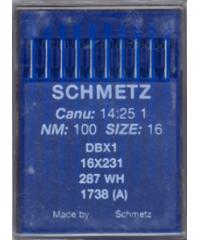 SCHMETZ
Canu: 14:25 1
NM: 100 SIZE: 16
DBX1
16X231
287 WH
1738 (A)
Made by Schmetz